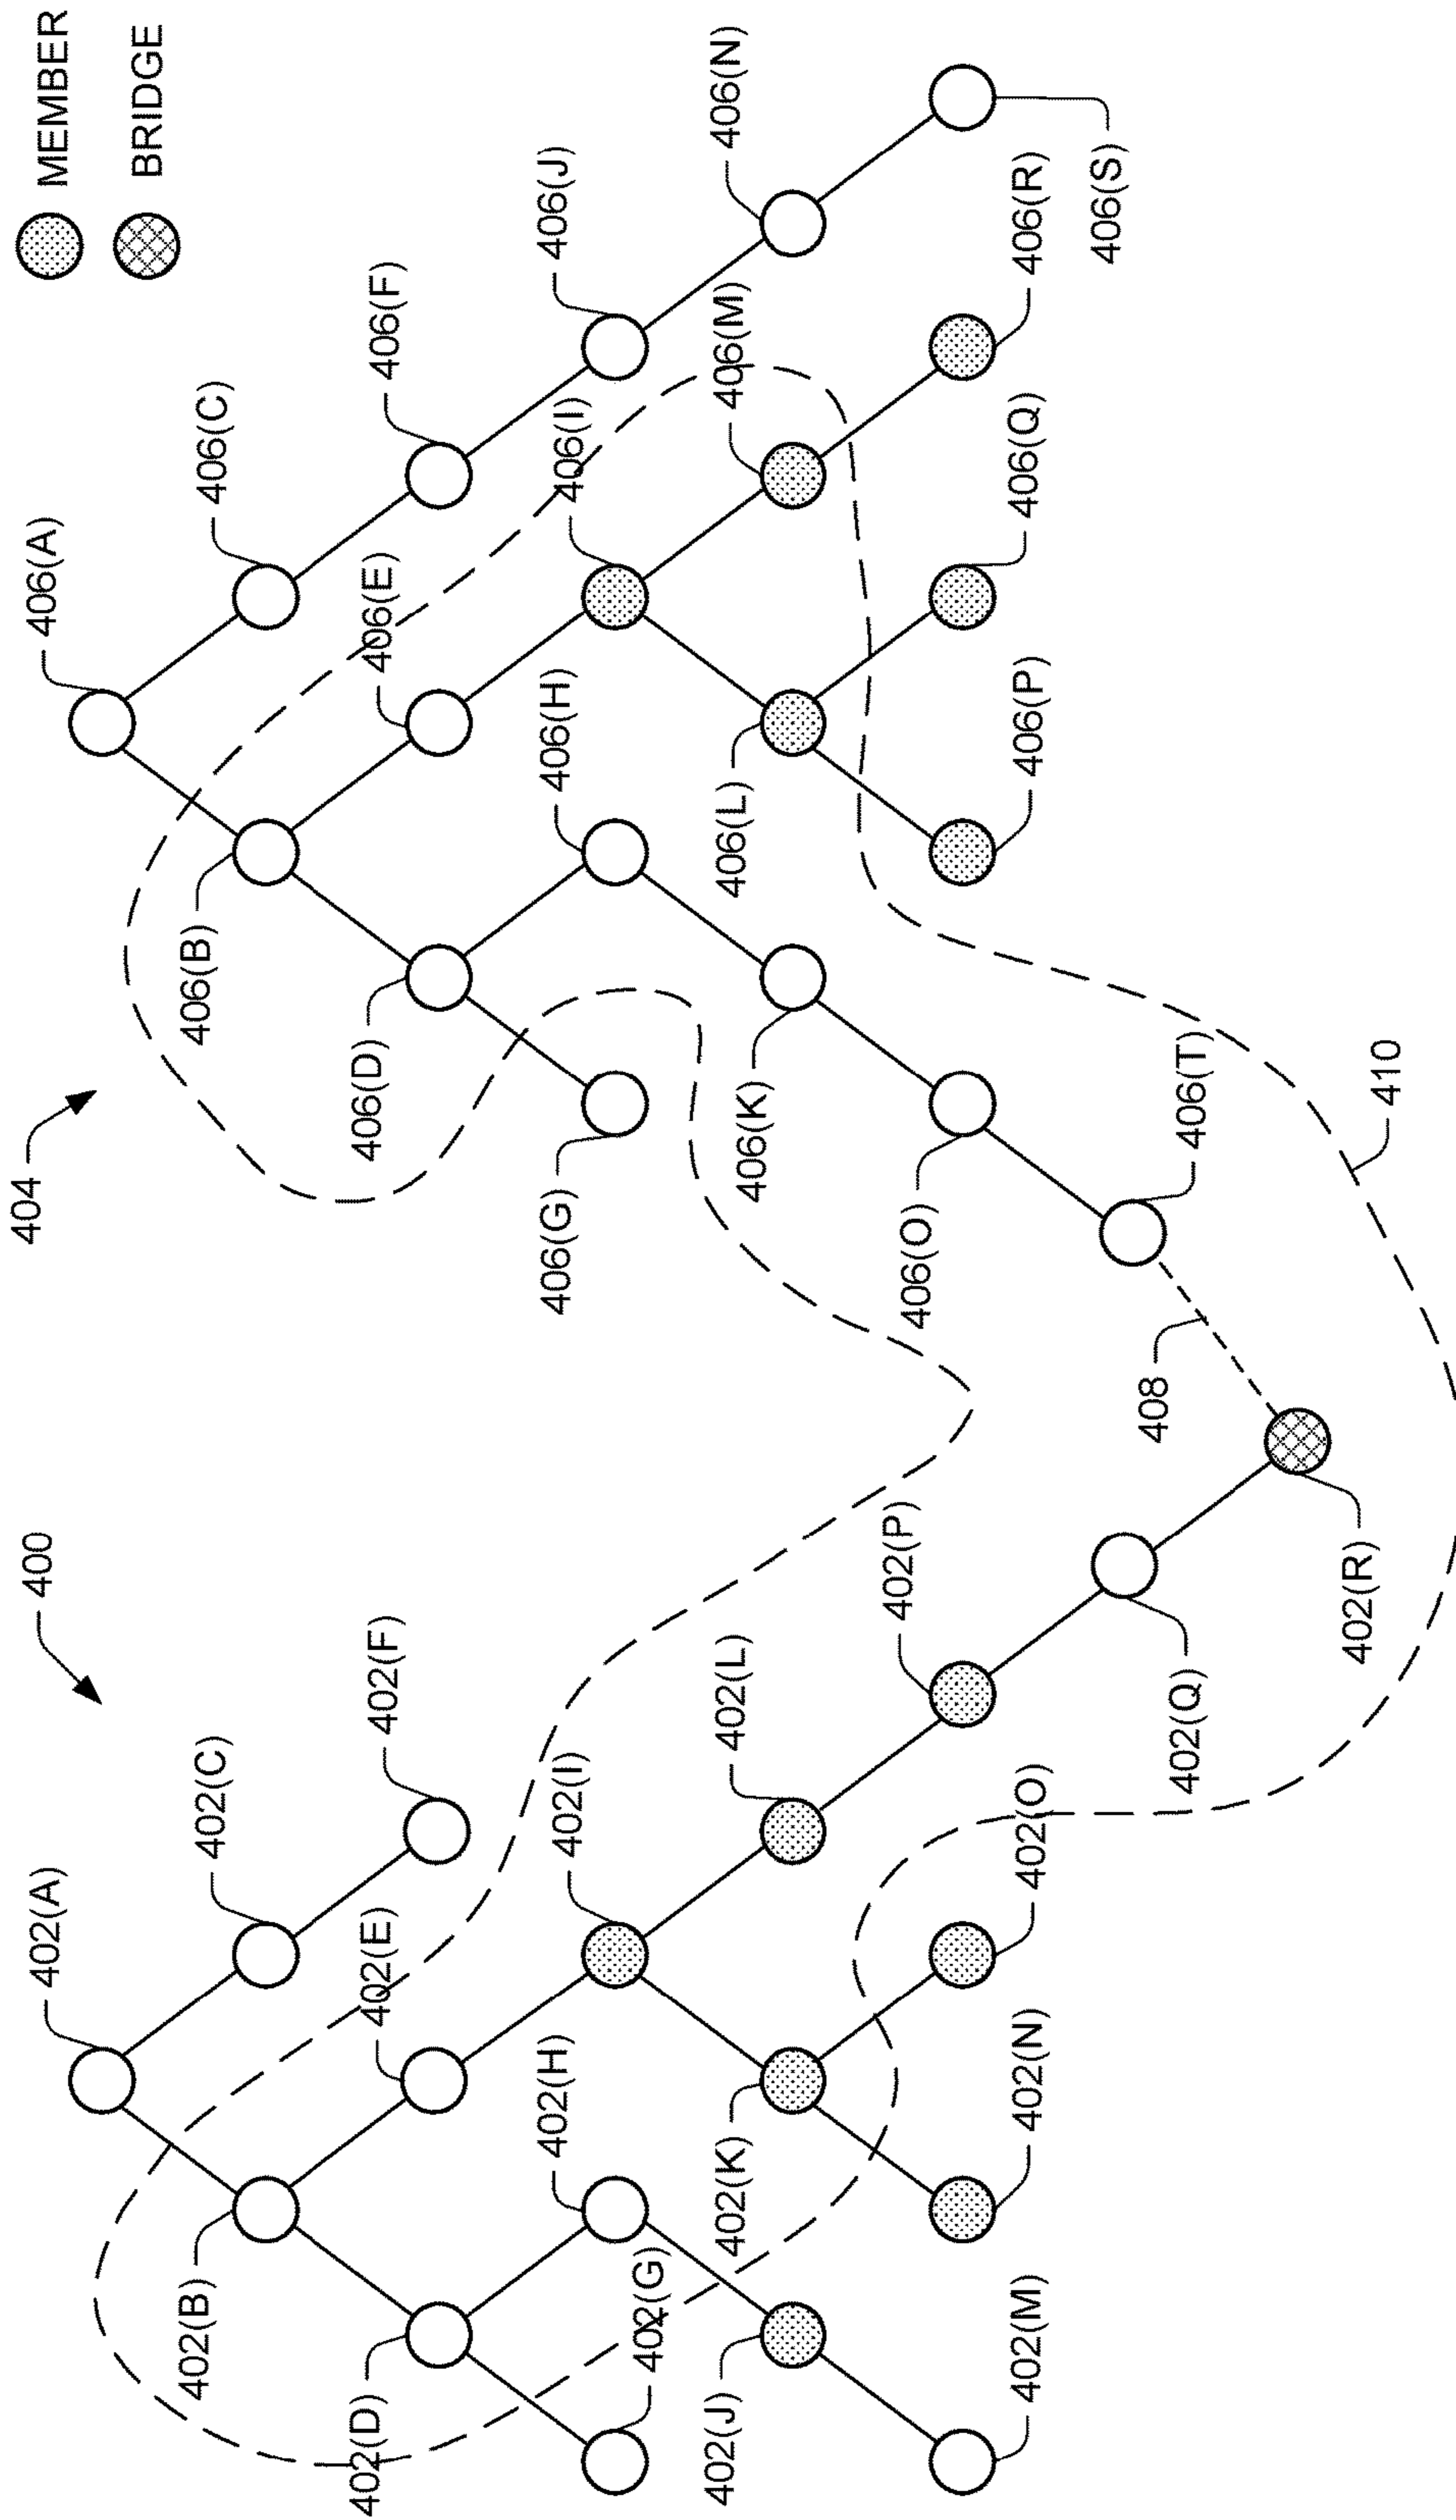 MEMBER
BRIDGE
400
404
402(A)
402(B)
402(C)
402(D)
402(E)
402(F)
402(G)
402(H)
402(I)
402(J)
402(K)
402(L)
402(M)
402(N)
402(O)
402(P)
402(Q)
402(R)
406(A)
406(B)
406(C)
406(D)
406(E)
406(F)
406(G)
406(H)
406(I)
406(J)
406(K)
406(L)
406(M)
406(N)
406(O)
406(P)
406(Q)
406(R)
406(S)
406(T)
408
410